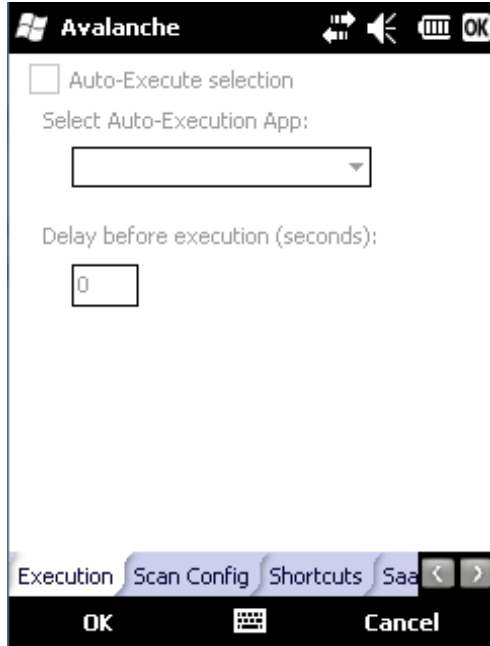 Avalanche OK
Auto-Execute selection
Select Auto-Execution App:
Delay before execution (seconds):
0
Execution Scan Config Shortcuts Saa
OK Cancel